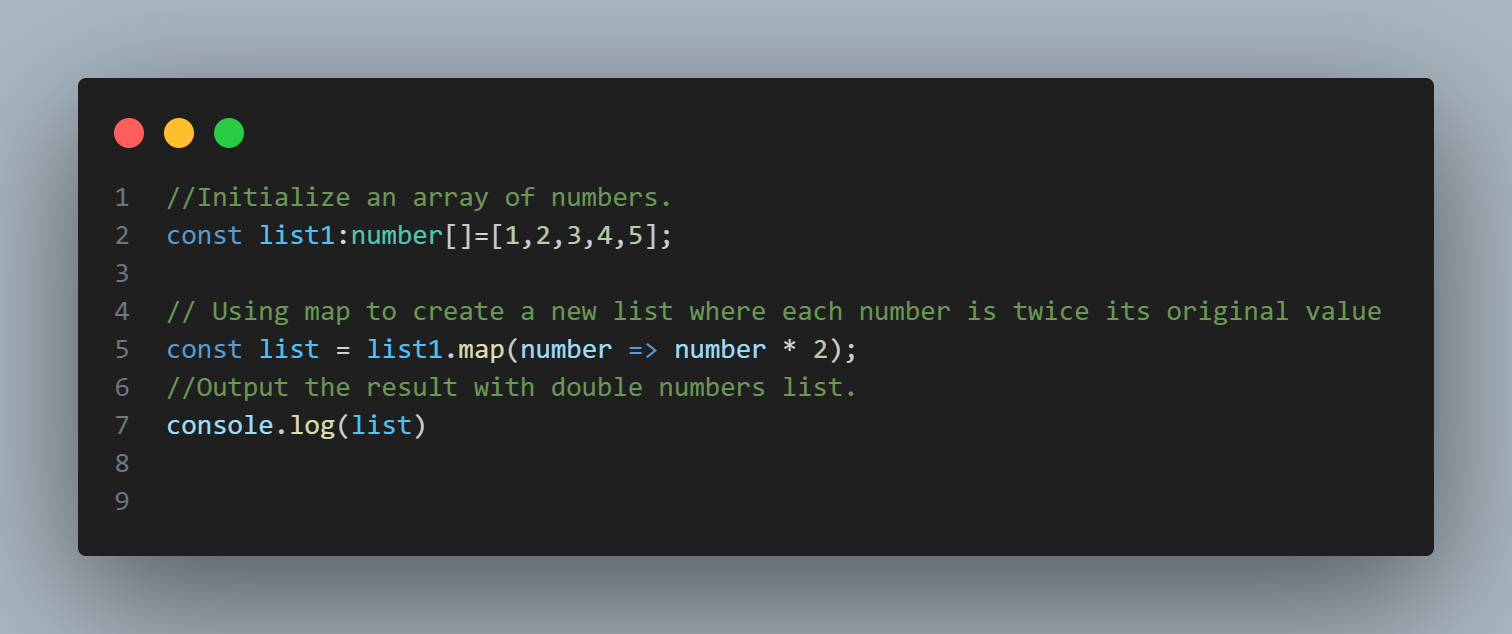 1 //Initialize an array of numbers.
2 const list1:number[]=[1,2,3,4,5];
3
4 // Using map to create a new list where each number is twice its original value
5 const list = list1.map(number => number * 2);
6 //Output the result with double numbers list.
7 console.log(list)
8
9